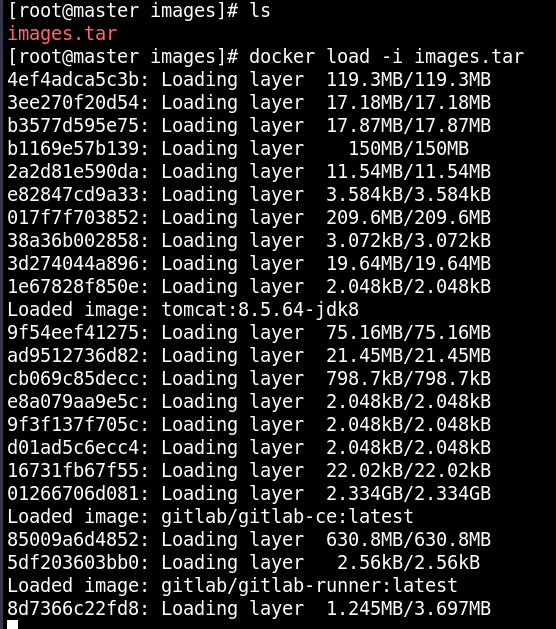 [root@master images]# ls
images.tar
[root@master images]# docker load -i images.tar
4ef4adca5c3b: Loading layer  119.3MB/119.3MB
3ee270f20d54: Loading layer  17.18MB/17.18MB
b3577d595e75: Loading layer  17.87MB/17.87MB
b1169e57b139: Loading layer    150MB/150MB
2a2d81e590da: Loading layer  11.54MB/11.54MB
e82847cd9a33: Loading layer  3.584kB/3.584kB
017f7f703852: Loading layer  209.6MB/209.6MB
38a36b002858: Loading layer  3.072kB/3.072kB
3d274044a896: Loading layer  19.64MB/19.64MB
1e67828f850e: Loading layer  2.048kB/2.048kB
Loaded image: tomcat:8.5.64-jdk8
9f54eef41275: Loading layer  75.16MB/75.16MB
ad9512736d82: Loading layer  21.45MB/21.45MB
cb069c85decc: Loading layer  798.7kB/798.7kB
e8a079aa9e5c: Loading layer  2.048kB/2.048kB
9f3f137f705c: Loading layer  2.048kB/2.048kB
d01ad5c6ecc4: Loading layer  2.048kB/2.048kB
16731fb67f55: Loading layer  22.02kB/22.02kB
01266706d081: Loading layer  2.334GB/2.334GB
Loaded image: gitlab/gitlab-ce:latest
85009a6d4852: Loading layer  630.8MB/630.8MB
5df203603bb0: Loading layer   2.56kB/2.56kB
Loaded image: gitlab/gitlab-runner:latest
8d7366c22fd8: Loading layer  1.245MB/3.697MB